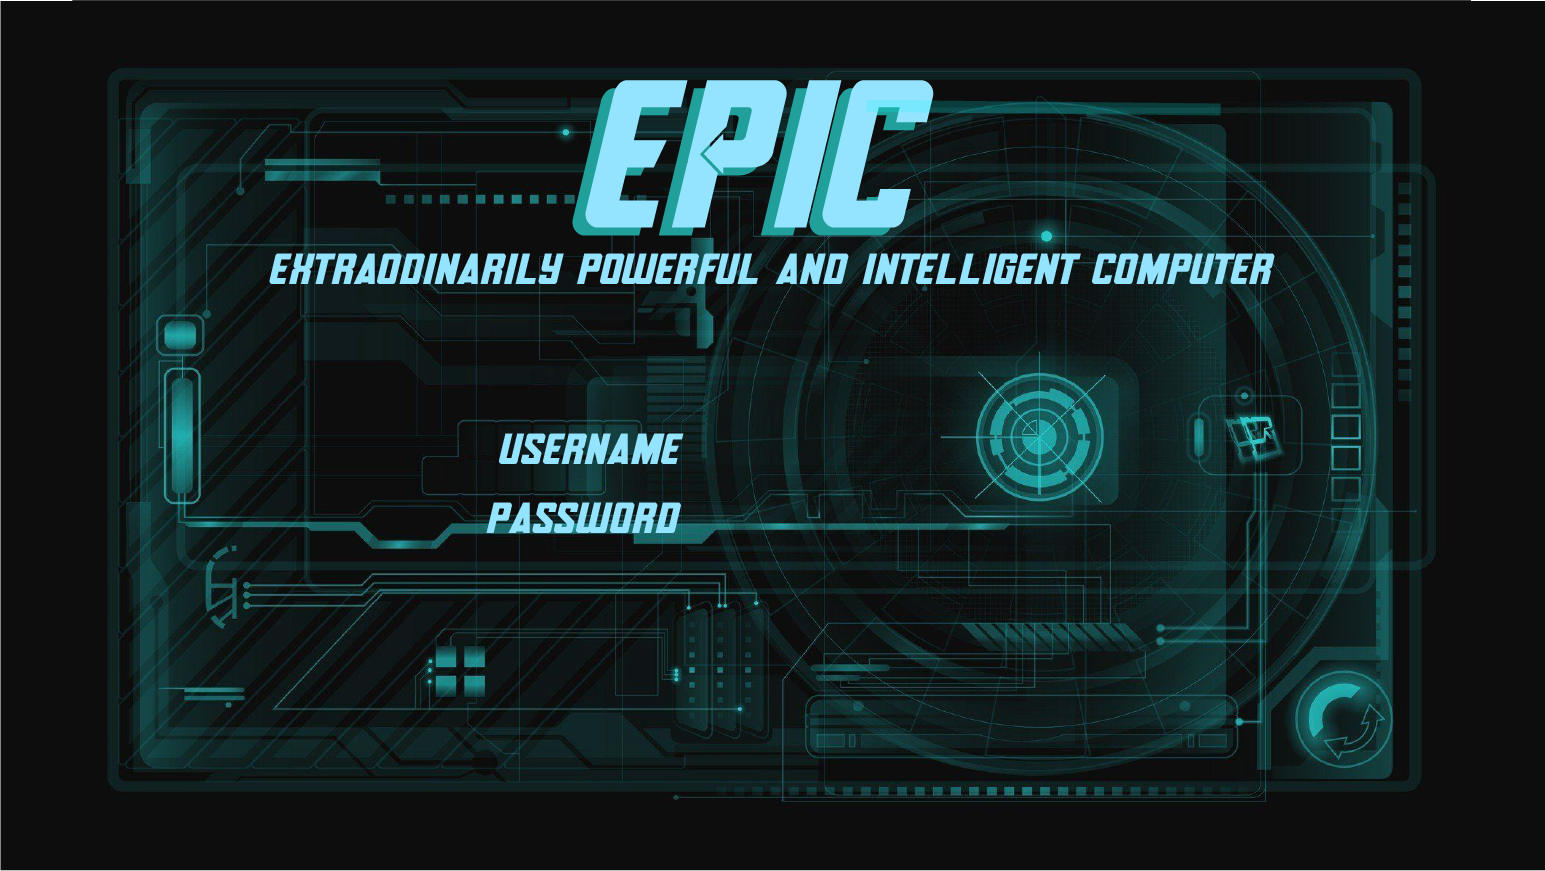 EPIC
EXTRAODINARILY POWERFUL AND INTELLIGENT COMPUTER
USERNAME
PASSWORD